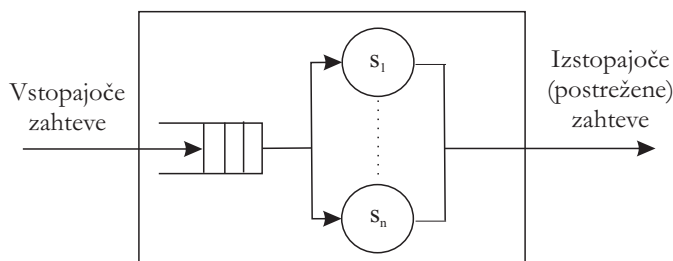 Vstopajoče
zahteve
s₁
sₙ
Izstopajoče
(postrežene)
zahteve